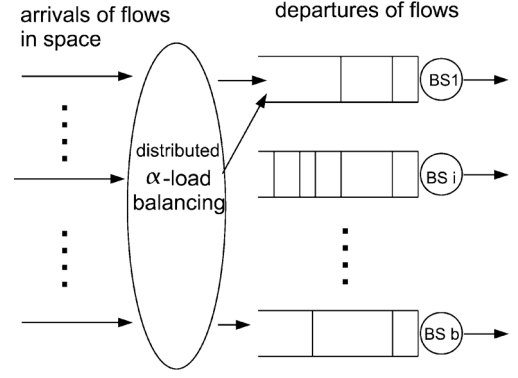 arrivals of flows
in space
departures of flows
distributed
α-load
balancing
BS1
BS i
BS b